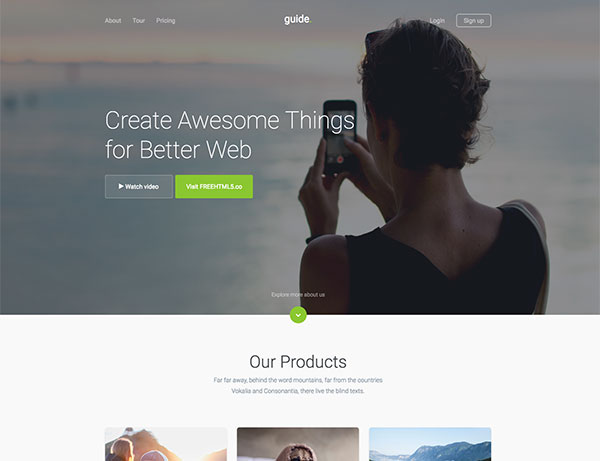 About Tour Pricing guide. Login Sign up
Create Awesome Things
for Better Web
Watch video Visit FREEHTML5.co
Explore more about us
Our Products
Far far away, behind the word mountains, far from the countries
Vokalia and Consonantia, there live the blind texts.